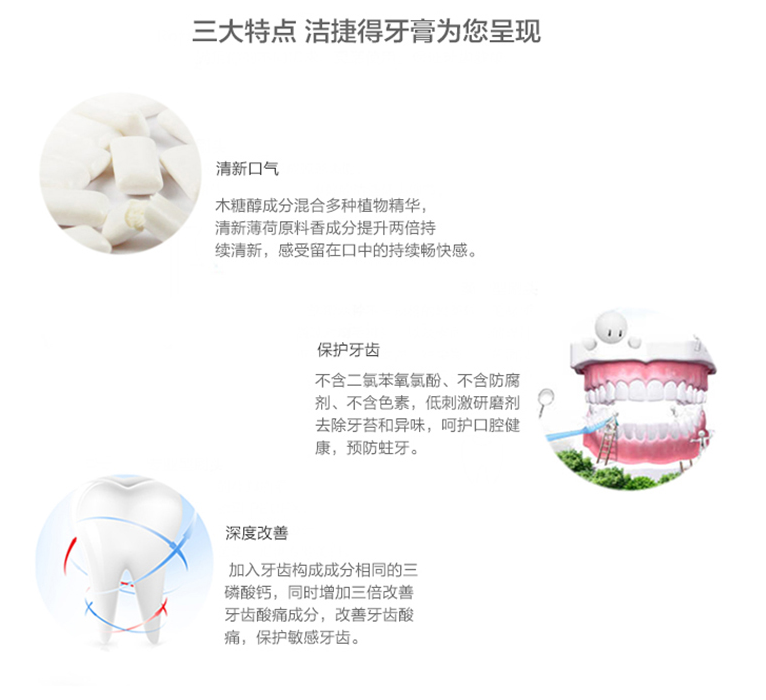 三大特点 洁捷得牙膏为您呈现
清新口气
木糖醇成分混合多种植物精华，
清新薄荷原料香成分提升两倍持
续清新，感受留在口中的持续畅快感。
保护牙齿
不含二氯苯氧氯酚、不含防腐
剂、不含色素，低刺激研磨剂
去除牙苔和异味，呵护口腔健
康，预防蛀牙。
深度改善
加入牙齿构成成分相同的三
磷酸钙，同时增加三倍改善
牙齿酸痛成分，改善牙齿酸
痛，保护敏感牙齿。